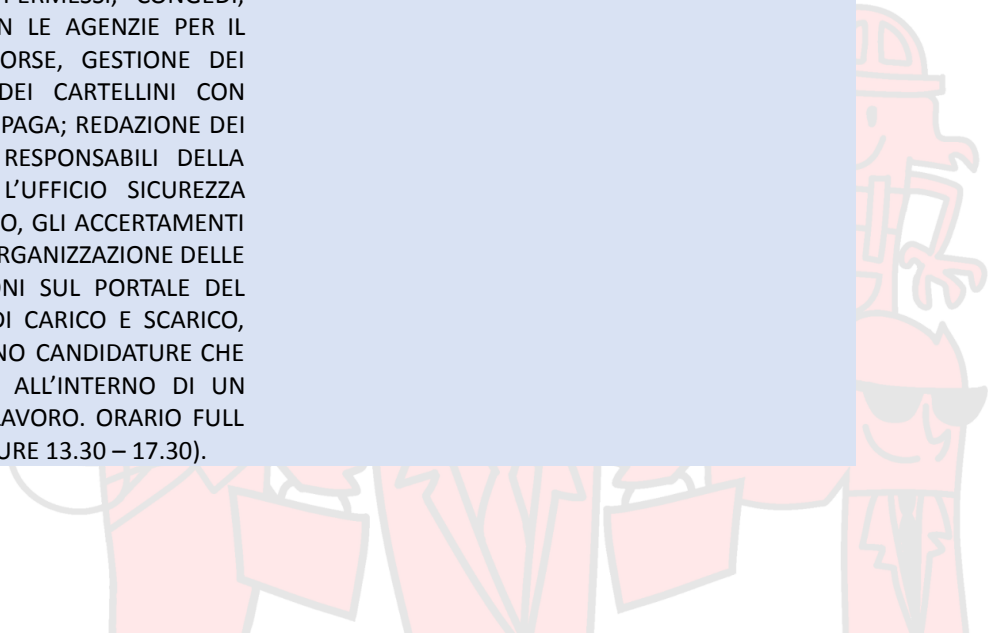 PERMESSI, CONGEDI,
N LE AGENZIE PER IL
ORSE, GESTIONE DEI
DEI CARTELLINI CON
PAGA; REDAZIONE DEI
RESPONSABILI DELLA
L’UFFICIO SICUREZZA
O, GLI ACCERTAMENTI
RGANIZZAZIONE DELLE
ONI SUL PORTALE DEL
DI CARICO E SCARICO,
NO CANDIDATURE CHE
ALL’INTERNO DI UN
AVORO. ORARIO FULL
URE 13.30 – 17.30).